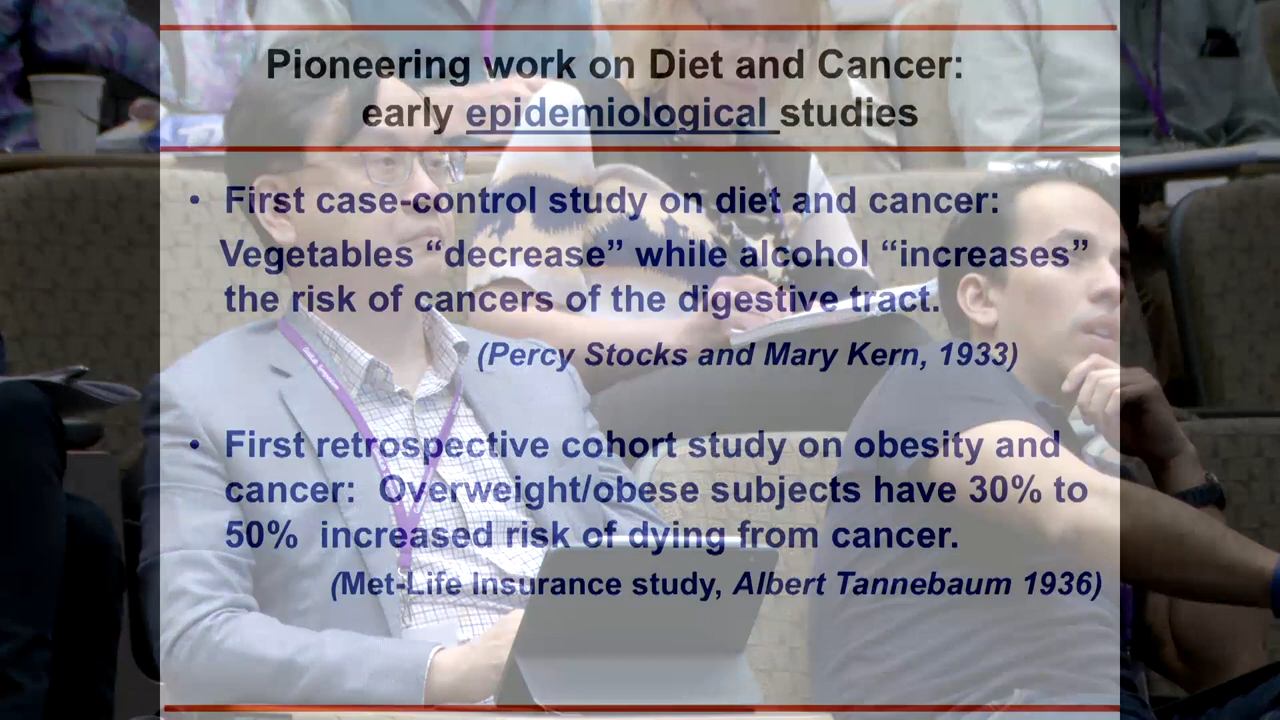 Pioneering work on Diet and Cancer:
early epidemiological studies
• First case-control study on diet and cancer:
Vegetables “decrease” while alcohol “increases”
the risk of cancers of the digestive tract.
(Percy Stocks and Mary Kern, 1933)
• First retrospective cohort study on obesity and
cancer: Overweight/obese subjects have 30% to
50% increased risk of dying from cancer.
(Met-Life Insurance study, Albert Tannebaum 1936)